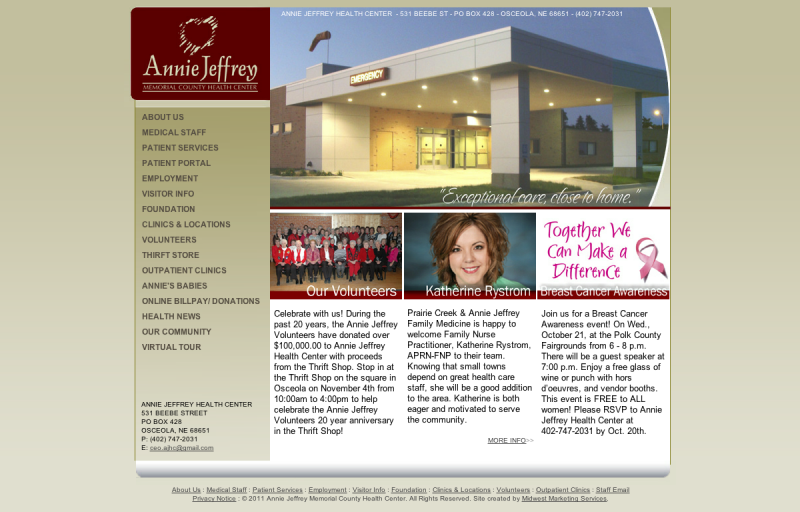 ANNIE JEFFREY HEALTH CENTER - 531 BEEBE ST - PO BOX 428 - OSCEOLA, NE 68651 - (402) 747-2031
Annie Jeffrey
MEMORIAL COUNTY HEALTH CENTER
EMERGENCY
"Exceptional care, close to home."
ABOUT US
MEDICAL STAFF
PATIENT SERVICES
PATIENT PORTAL
EMPLOYMENT
VISITOR INFO
FOUNDATION
CLINICS & LOCATIONS
VOLUNTEERS
THIRFT STORE
OUTPATIENT CLINICS
ANNIE'S BABIES
ONLINE BILLPAY/ DONATIONS
HEALTH NEWS
OUR COMMUNITY
VIRTUAL TOUR
ANNIE JEFFREY HEALTH CENTER
531 BEEBE STREET
PO BOX 428
OSCEOLA, NE 68651
P: (402) 747-2031
E: ceo.ajhc@gmail.com
Our Volunteers
Celebrate with us! During the
past 20 years, the Annie Jeffrey
Volunteers have donated over
$100,000.00 to Annie Jeffrey
Health Center with proceeds
from the Thrift Shop. Stop in at
the Thrift Shop on the square in
Osceola on November 4th from
10:00am to 4:00pm to help
celebrate the Annie Jeffrey
Volunteers 20 year anniversary
in the Thrift Shop!
Katherine Rystrom
Prairie Creek & Annie Jeffrey
Family Medicine is happy to
welcome Family Nurse
Practitioner, Katherine Rystrom,
APRN-FNP to their team.
Knowing that small towns
depend on great health care
staff, she will be a good addition
to the area. Katherine is both
eager and motivated to serve
the community.
MORE INFO>>
Together We
Can Make a
Difference
Breast Cancer Awareness
Join us for a Breast Cancer
Awareness event! On Wed.,
October 21, at the Polk County
Fairgrounds from 6 - 8 p.m.
There will be a guest speaker at
7:00 p.m. Enjoy a free glass of
wine or punch with hors
d'oeuvres, and vendor booths.
This event is FREE to ALL
women! Please RSVP to Annie
Jeffrey Health Center at
402-747-2031 by Oct. 20th.
About Us : Medical Staff : Patient Services : Employment : Visitor Info : Foundation : Clinics & Locations : Volunteers : Outpatient Clinics : Staff Email
Privacy Notice : © 2011 Annie Jeffrey Memorial County Health Center. All Rights Reserved. Site created by Midwest Marketing Services.